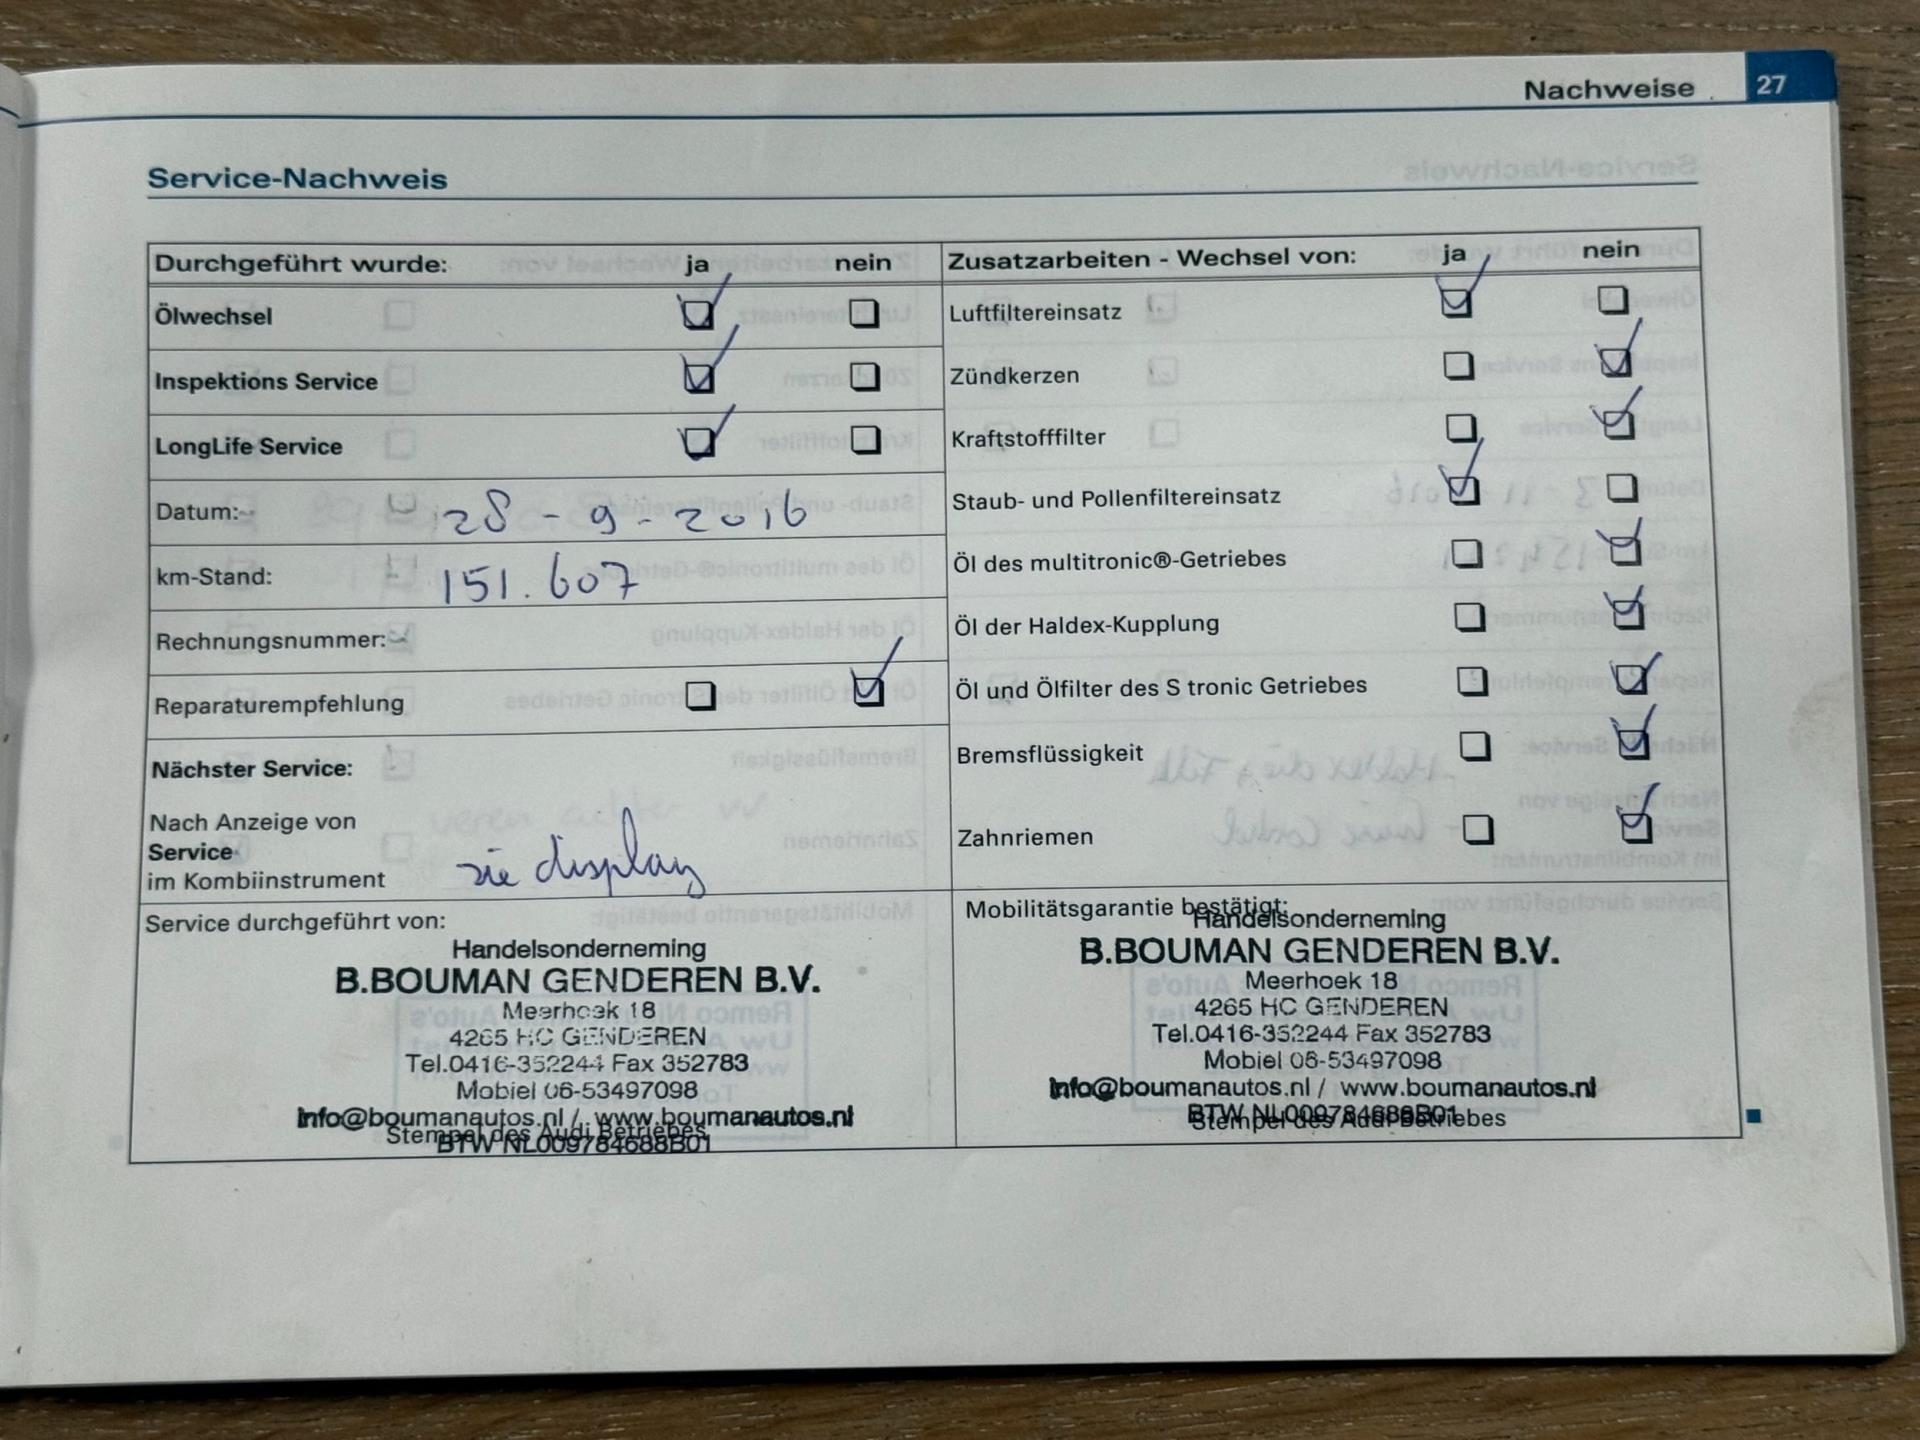 Nachweise 27
Service-Nachweis
Durchgeführt wurde: ja nein
Ölwechsel
Inspektions Service
LongLife Service
Datum: 28 - 9 - 2016
km-Stand: 151.607
Rechnungsnummer:
Reparaturempfehlung
Nächster Service:
Nach Anzeige von
Service-
im Kombiinstrument
zie display
Service durchgeführt von:
Handelsonderneming
B.BOUMAN GENDEREN B.V.
Meerhoek 18
4265 HC GENDEREN
Tel.0416-352244 Fax 352783
Mobiel 06-53497098
info@boumanautos.nl / www.boumanautos.nl
Stempel des Audi Betriebes
BTW NL009784688B01
Zusatzarbeiten - Wechsel von: ja nein
Luftfiltereinsatz
Zündkerzen
Kraftstofffilter
Staub- und Pollenfiltereinsatz
Öl des multitronic®-Getriebes
Öl der Haldex-Kupplung
Öl und Ölfilter des S tronic Getriebes
Bremsflüssigkeit
Zahnriemen
Mobilitätsgarantie bestätigt:
Handelsonderneming
B.BOUMAN GENDEREN B.V.
Meerhoek 18
4265 HC GENDEREN
Tel.0416-352244 Fax 352783
Mobiel 06-53497098
info@boumanautos.nl / www.boumanautos.nl
BTW NL009784688B01
Stempel des Audi Betriebes